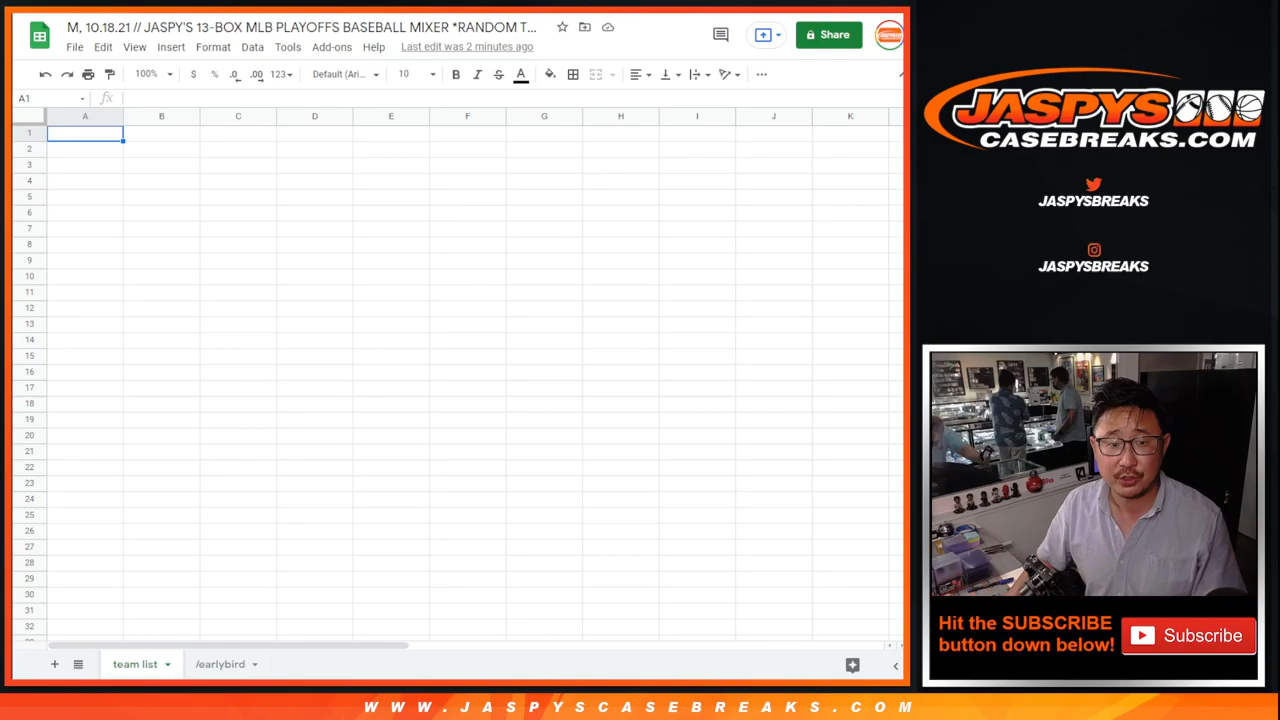 M, 10.18.21 // JASPY'S 13-BOX MLB PLAYOFFS BASEBALL MIXER *RANDOM T...
File Edit View Insert Format Data Tools Add-ons Help Last edit was 2 minutes ago
Share
100% $ % .0 .00 123 Default (Ari... 10 B I S A
A1 fx
A B C D E F G H I J K
1
2
3
4
5
6
7
8
9
10
11
12
13
14
15
16
17
18
19
20
21
22
23
24
25
26
27
28
29
30
31
32
team list /earlybird
JASPYS
CASEBREAKS.COM
JASPYSBREAKS
JASPYSBREAKS
Hit the SUBSCRIBE
button down below!
Subscribe
WWW.JASPYSCASEBREAKS.COM